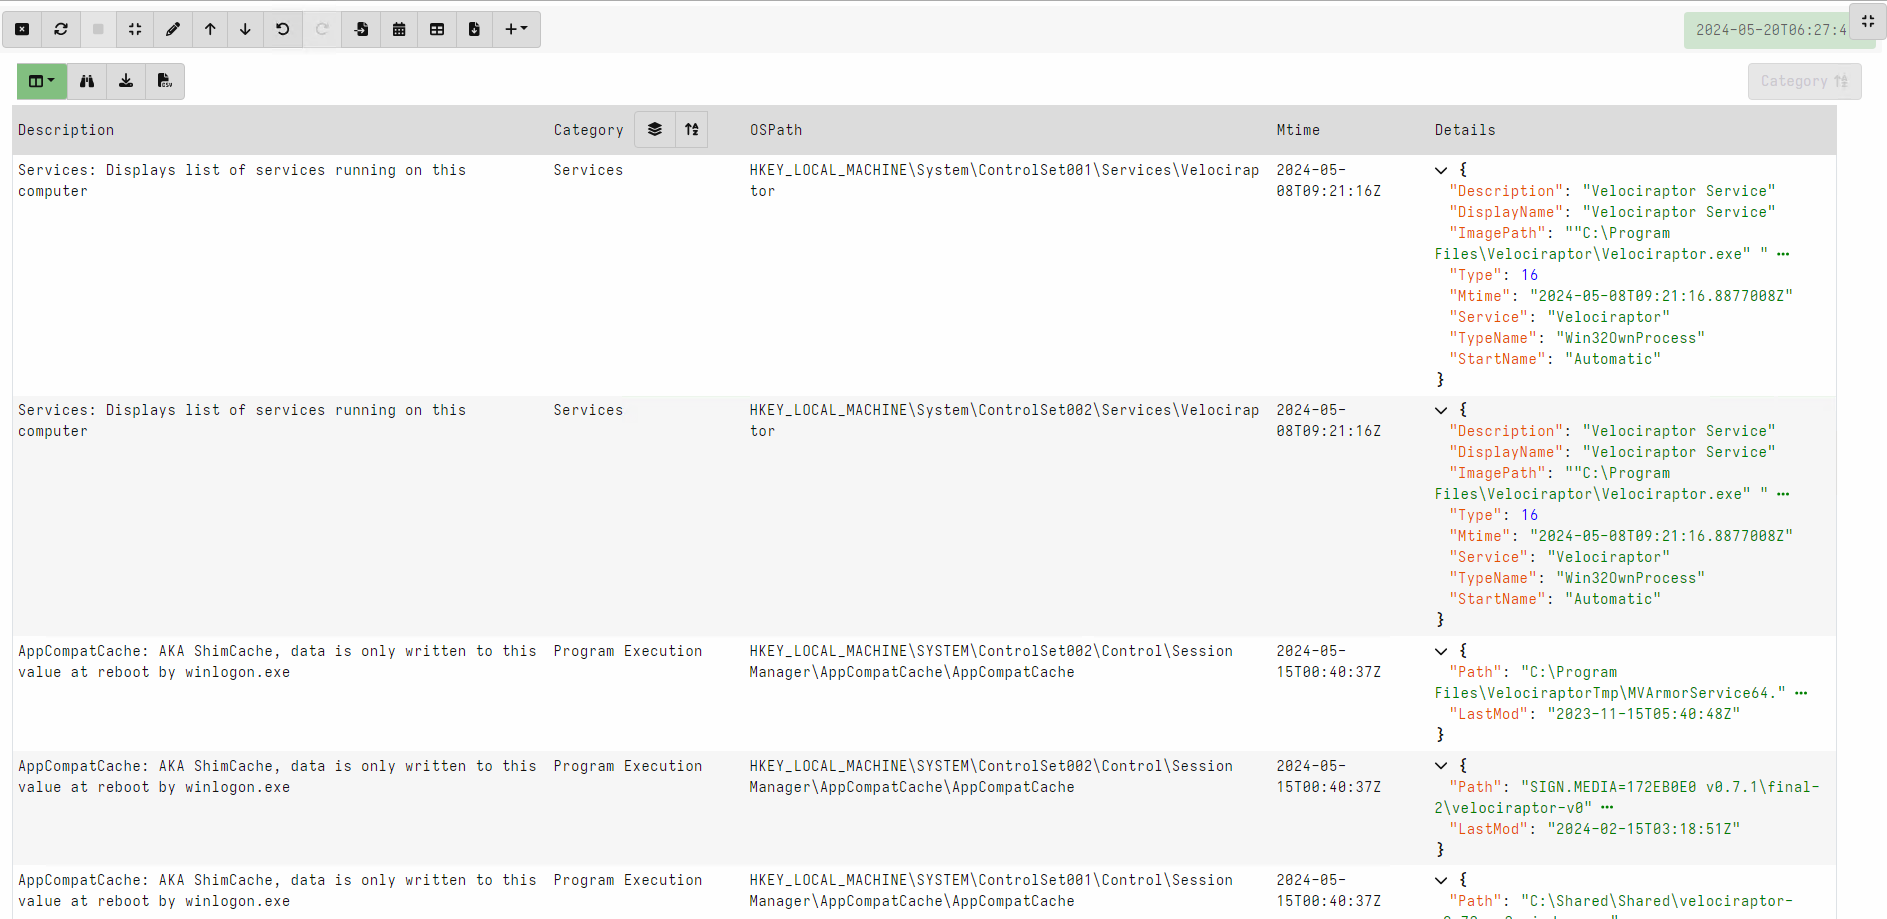 2024-05-20T06:27:4
CSV
Category
Description Category OSPath Mtime Details
Services: Displays list of services running on this
computer
Services
HKEY_LOCAL_MACHINE\System\ControlSet001\Services\Velocirap
tor
2024-05-
08T09:21:16Z
{
"Description": "Velociraptor Service"
"DisplayName": "Velociraptor Service"
"ImagePath": ""C:\Program
Files\Velociraptor\Velociraptor.exe" " •••
"Type": 16
"Mtime": "2024-05-08T09:21:16.8877008Z"
"Service": "Velociraptor"
"TypeName": "Win32OwnProcess"
"StartName": "Automatic"
}
Services: Displays list of services running on this
computer
Services
HKEY_LOCAL_MACHINE\System\ControlSet002\Services\Velocirap
tor
2024-05-
08T09:21:16Z
{
"Description": "Velociraptor Service"
"DisplayName": "Velociraptor Service"
"ImagePath": ""C:\Program
Files\Velociraptor\Velociraptor.exe" " •••
"Type": 16
"Mtime": "2024-05-08T09:21:16.8877008Z"
"Service": "Velociraptor"
"TypeName": "Win32OwnProcess"
"StartName": "Automatic"
}
AppCompatCache: AKA ShimCache, data is only written to this
value at reboot by winlogon.exe
Program Execution
HKEY_LOCAL_MACHINE\SYSTEM\ControlSet002\Control\Session
Manager\AppCompatCache\AppCompatCache
2024-05-
15T00:40:37Z
{
"Path": "C:\Program
Files\VelociraptorTmp\MVArmorService64." •••
"LastMod": "2023-11-15T05:40:48Z"
}
AppCompatCache: AKA ShimCache, data is only written to this
value at reboot by winlogon.exe
Program Execution
HKEY_LOCAL_MACHINE\SYSTEM\ControlSet002\Control\Session
Manager\AppCompatCache\AppCompatCache
2024-05-
15T00:40:37Z
{
"Path": "SIGN.MEDIA=172EB0E0 v0.7.1\final-
2\velociraptor-v0" •••
"LastMod": "2024-02-15T03:18:51Z"
}
AppCompatCache: AKA ShimCache, data is only written to this
value at reboot by winlogon.exe
Program Execution
HKEY_LOCAL_MACHINE\SYSTEM\ControlSet001\Control\Session
Manager\AppCompatCache\AppCompatCache
2024-05-
15T00:40:37Z
{
"Path": "C:\Shared\Shared\velociraptor-